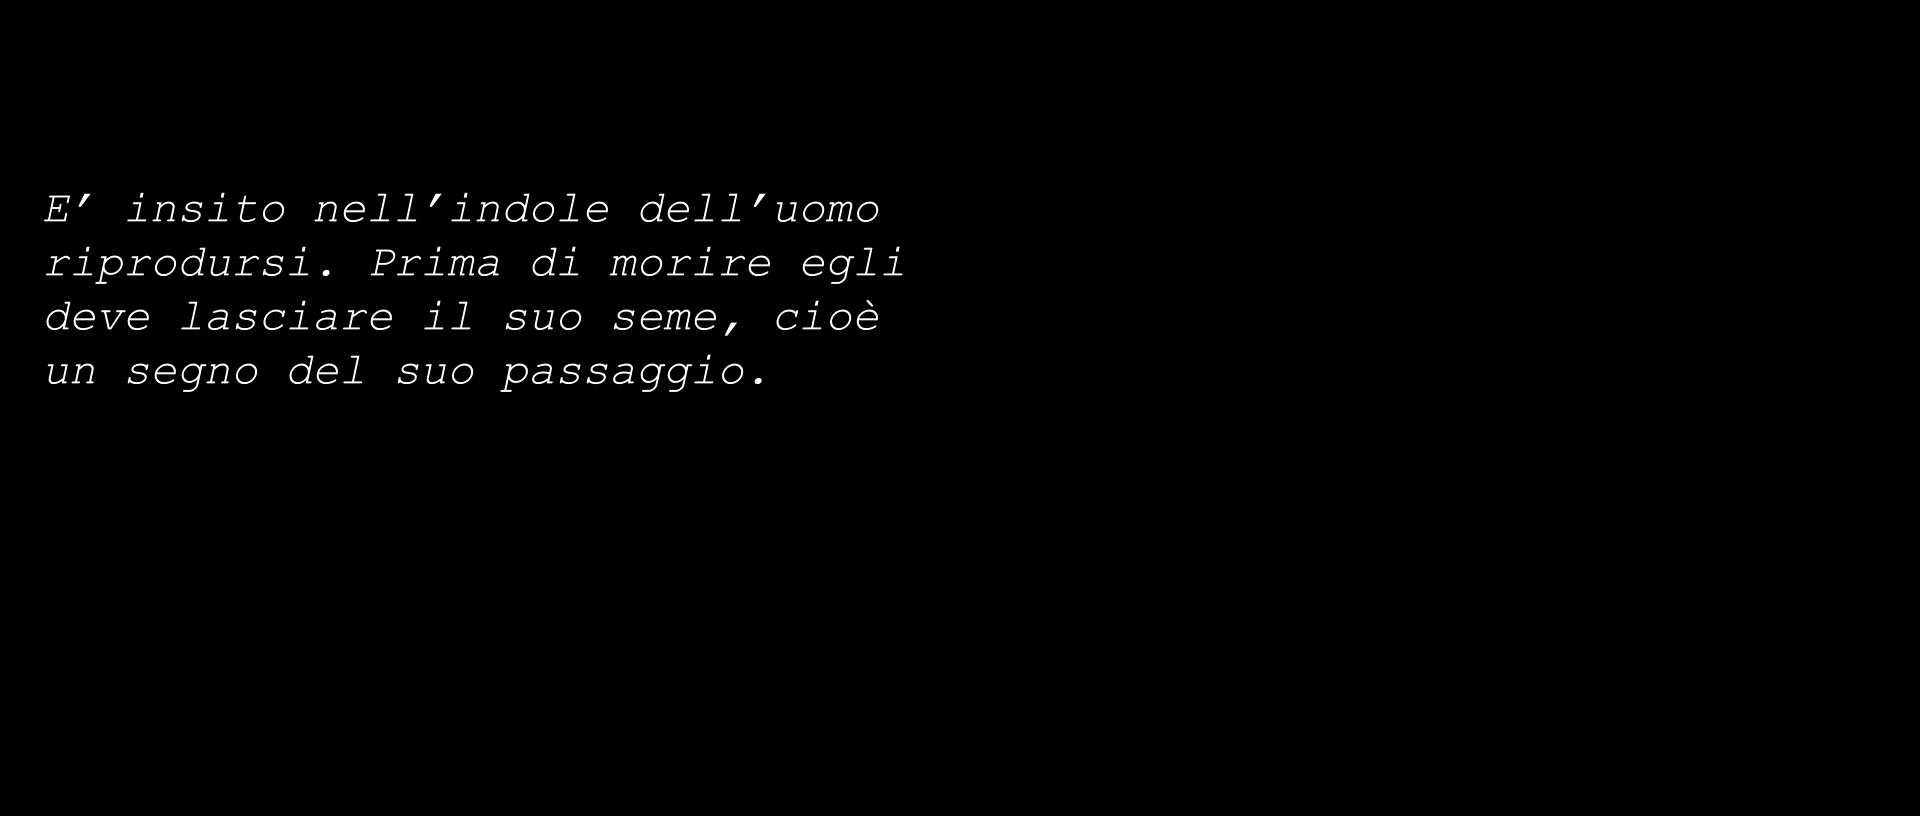 E’ insito nell’indole dell’uomo
riprodursi. Prima di morire egli
deve lasciare il suo seme, cioè
un segno del suo passaggio.